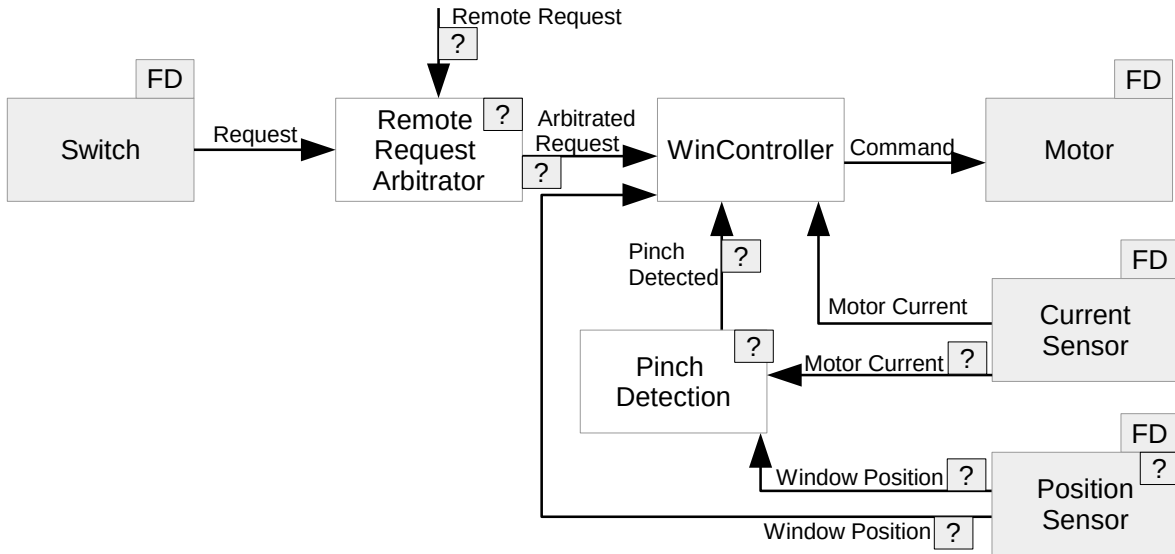 Remote Request
?
FD
Switch
Request
Remote
Request
Arbitrator
?
Arbitrated
Request
?
WinController
Command
FD
Motor
Pinch
Detected
?
Motor Current
FD
Current
Sensor
Pinch
Detection
?
Motor Current
?
FD
Position
Sensor
?
Window Position
?
Window Position
?